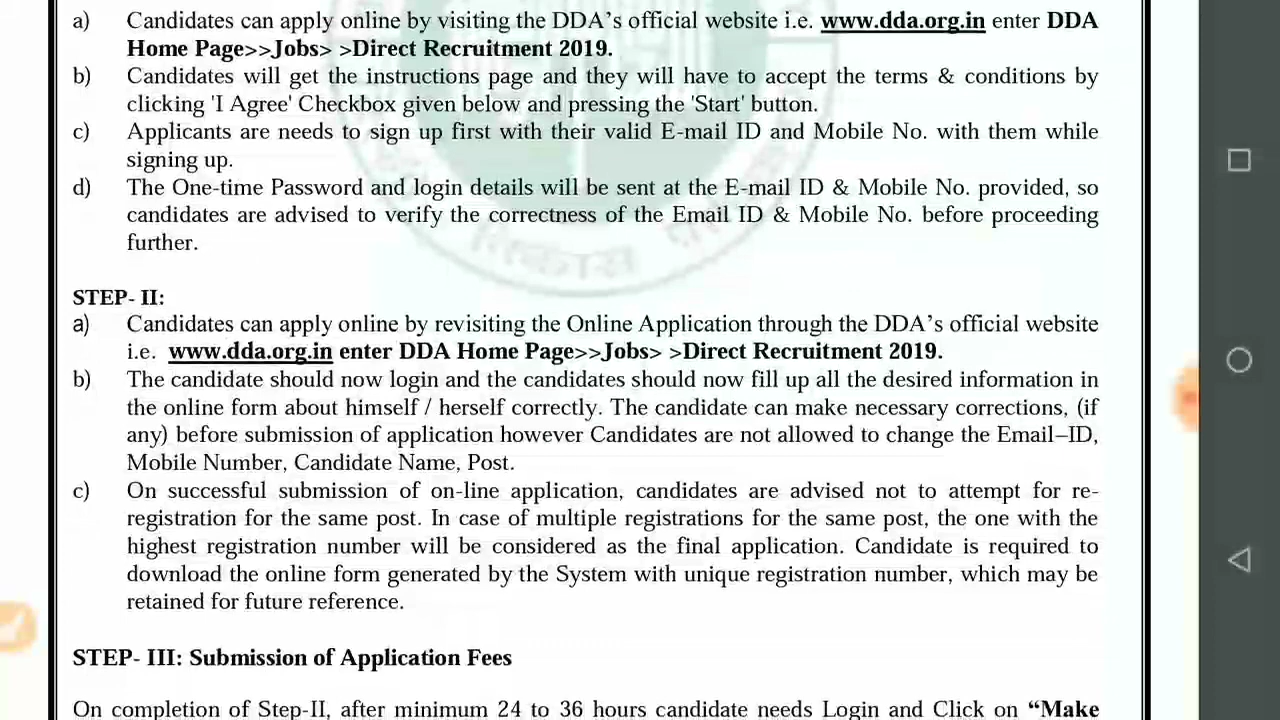 a) Candidates can apply online by visiting the DDA’s official website i.e. www.dda.org.in enter DDA
Home Page>>Jobs> >Direct Recruitment 2019.
b) Candidates will get the instructions page and they will have to accept the terms & conditions by
clicking 'I Agree' Checkbox given below and pressing the 'Start' button.
c) Applicants are needs to sign up first with their valid E-mail ID and Mobile No. with them while
signing up.
d) The One-time Password and login details will be sent at the E-mail ID & Mobile No. provided, so
candidates are advised to verify the correctness of the Email ID & Mobile No. before proceeding
further.
STEP- II:
a) Candidates can apply online by revisiting the Online Application through the DDA’s official website
i.e. www.dda.org.in enter DDA Home Page>>Jobs> >Direct Recruitment 2019.
b) The candidate should now login and the candidates should now fill up all the desired information in
the online form about himself / herself correctly. The candidate can make necessary corrections, (if
any) before submission of application however Candidates are not allowed to change the Email–ID,
Mobile Number, Candidate Name, Post.
c) On successful submission of on-line application, candidates are advised not to attempt for re-
registration for the same post. In case of multiple registrations for the same post, the one with the
highest registration number will be considered as the final application. Candidate is required to
download the online form generated by the System with unique registration number, which may be
retained for future reference.
STEP- III: Submission of Application Fees
On completion of Step-II, after minimum 24 to 36 hours candidate needs Login and Click on “Make